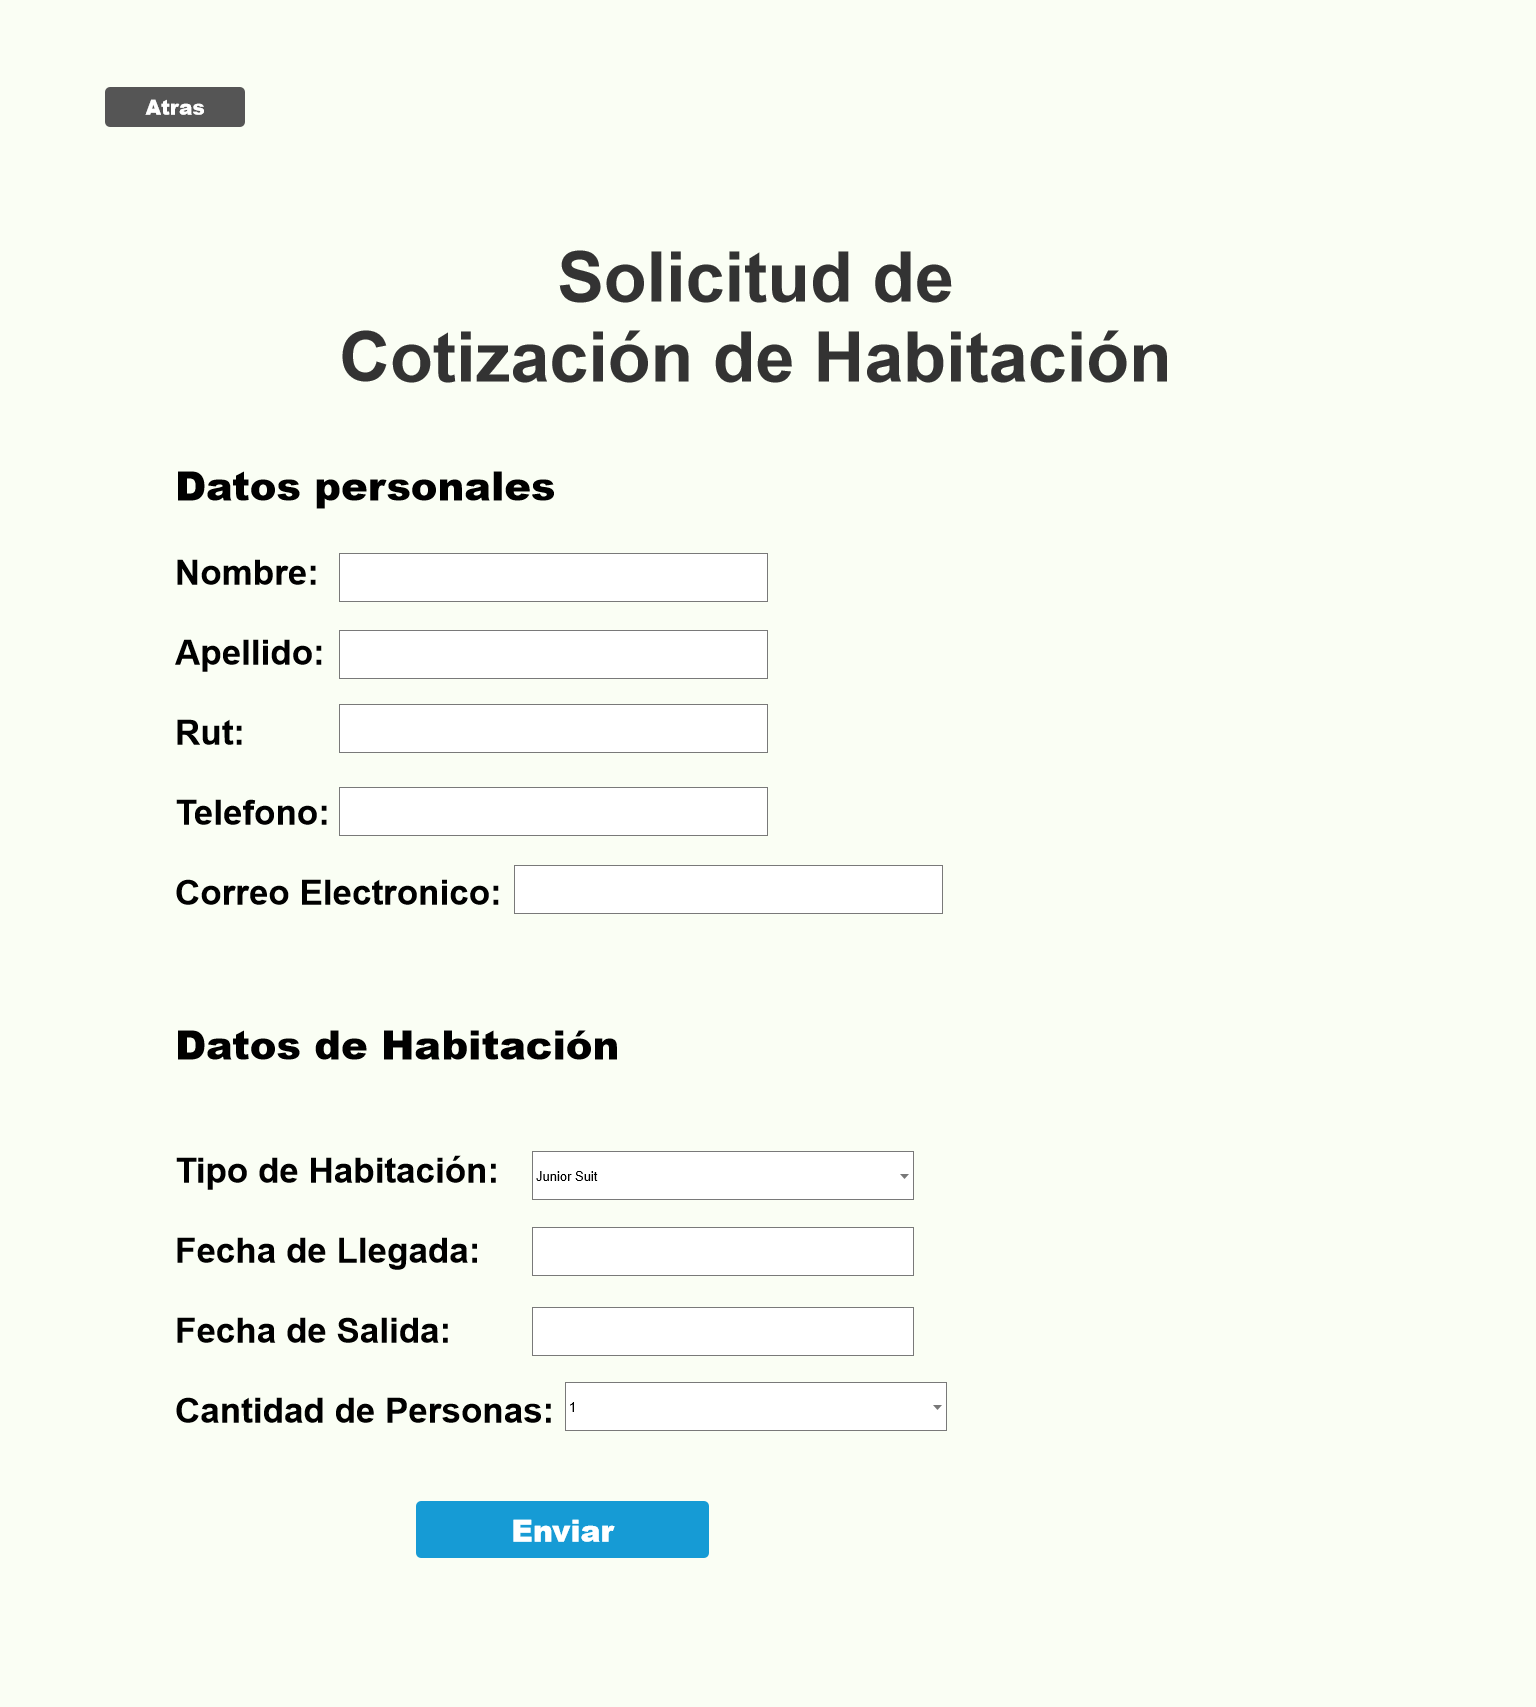 Atras
Solicitud de
Cotización de Habitación
Datos personales
Nombre:
Apellido:
Rut:
Telefono:
Correo Electronico:
Datos de Habitación
Tipo de Habitación: Junior Suit
Fecha de Llegada:
Fecha de Salida:
Cantidad de Personas: 1
Enviar